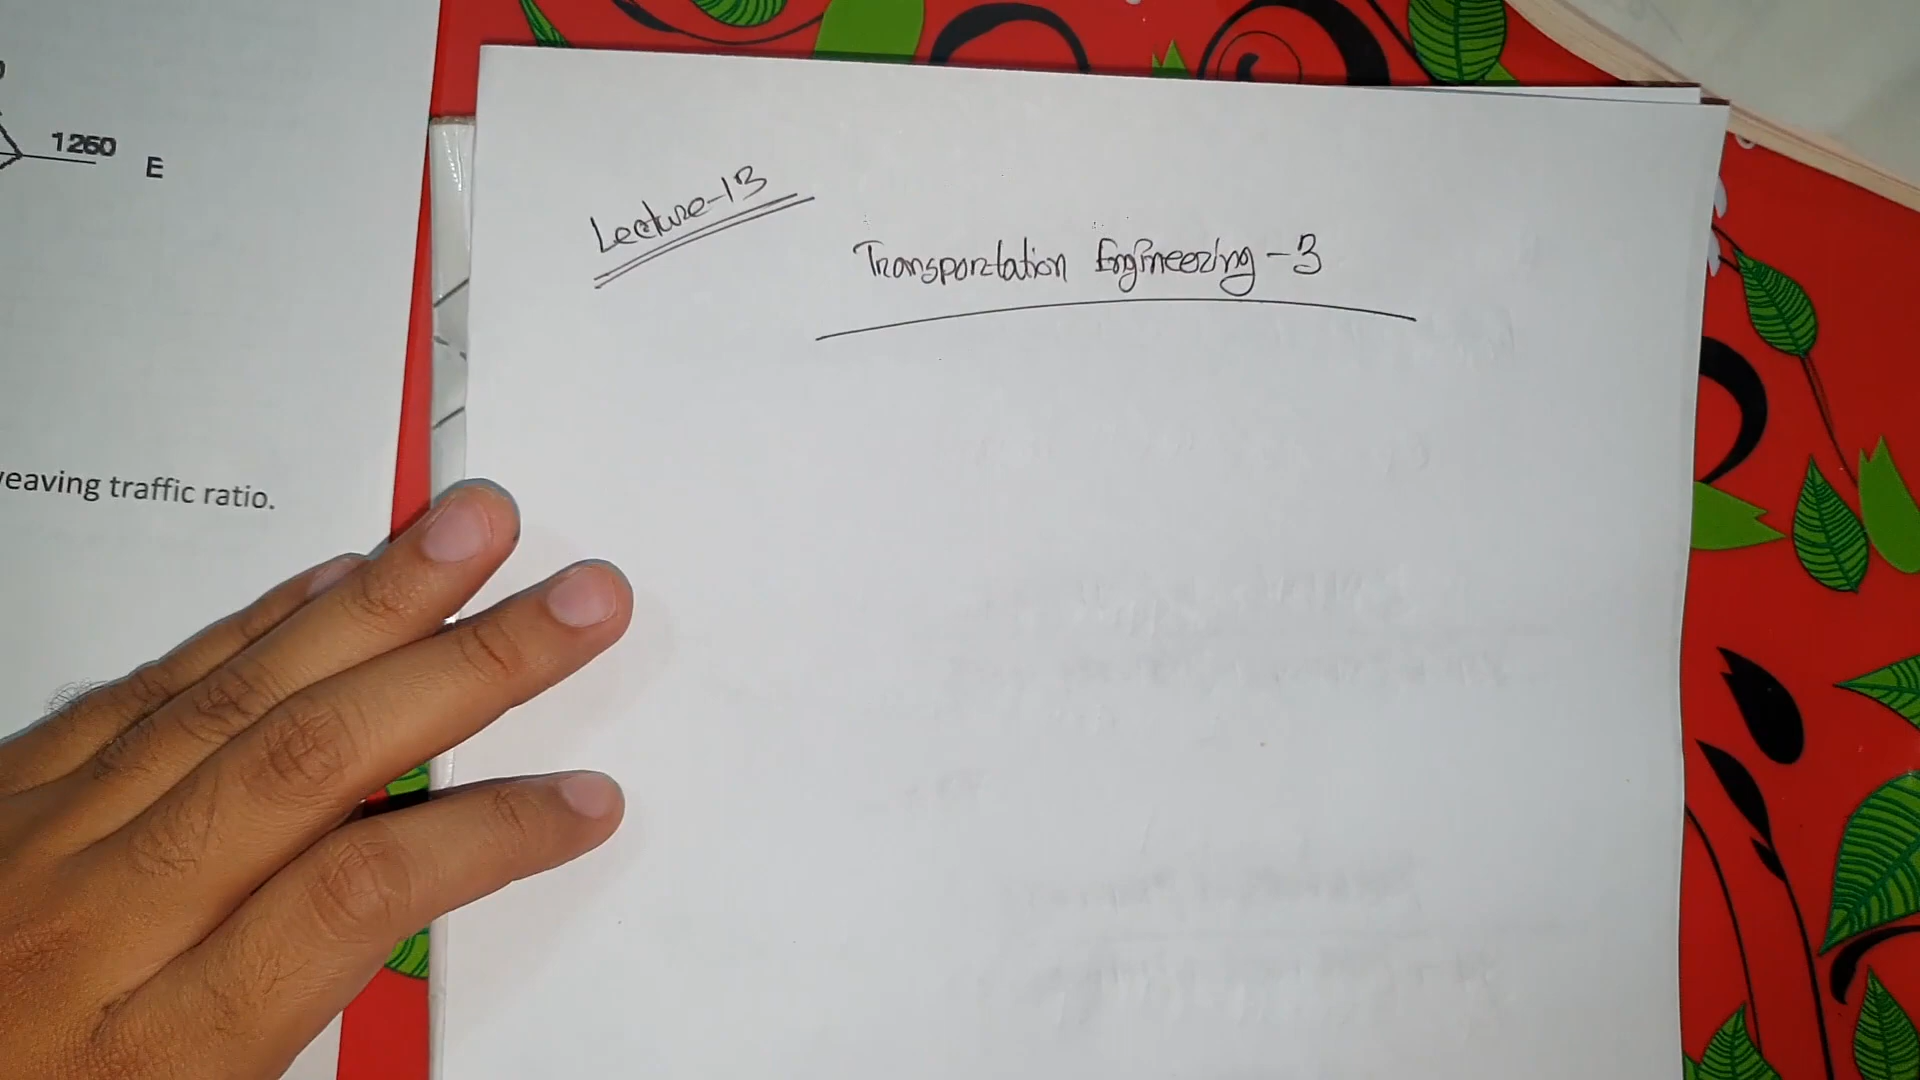 1260
E
eaving traffic ratio.
Lecture-13
Transportation Engineering-3